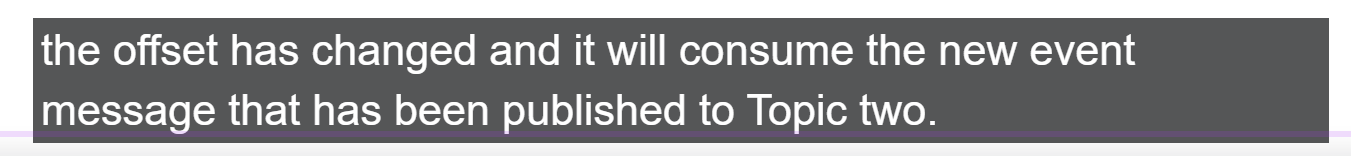 the offset has changed and it will consume the new event
message that has been published to Topic two.